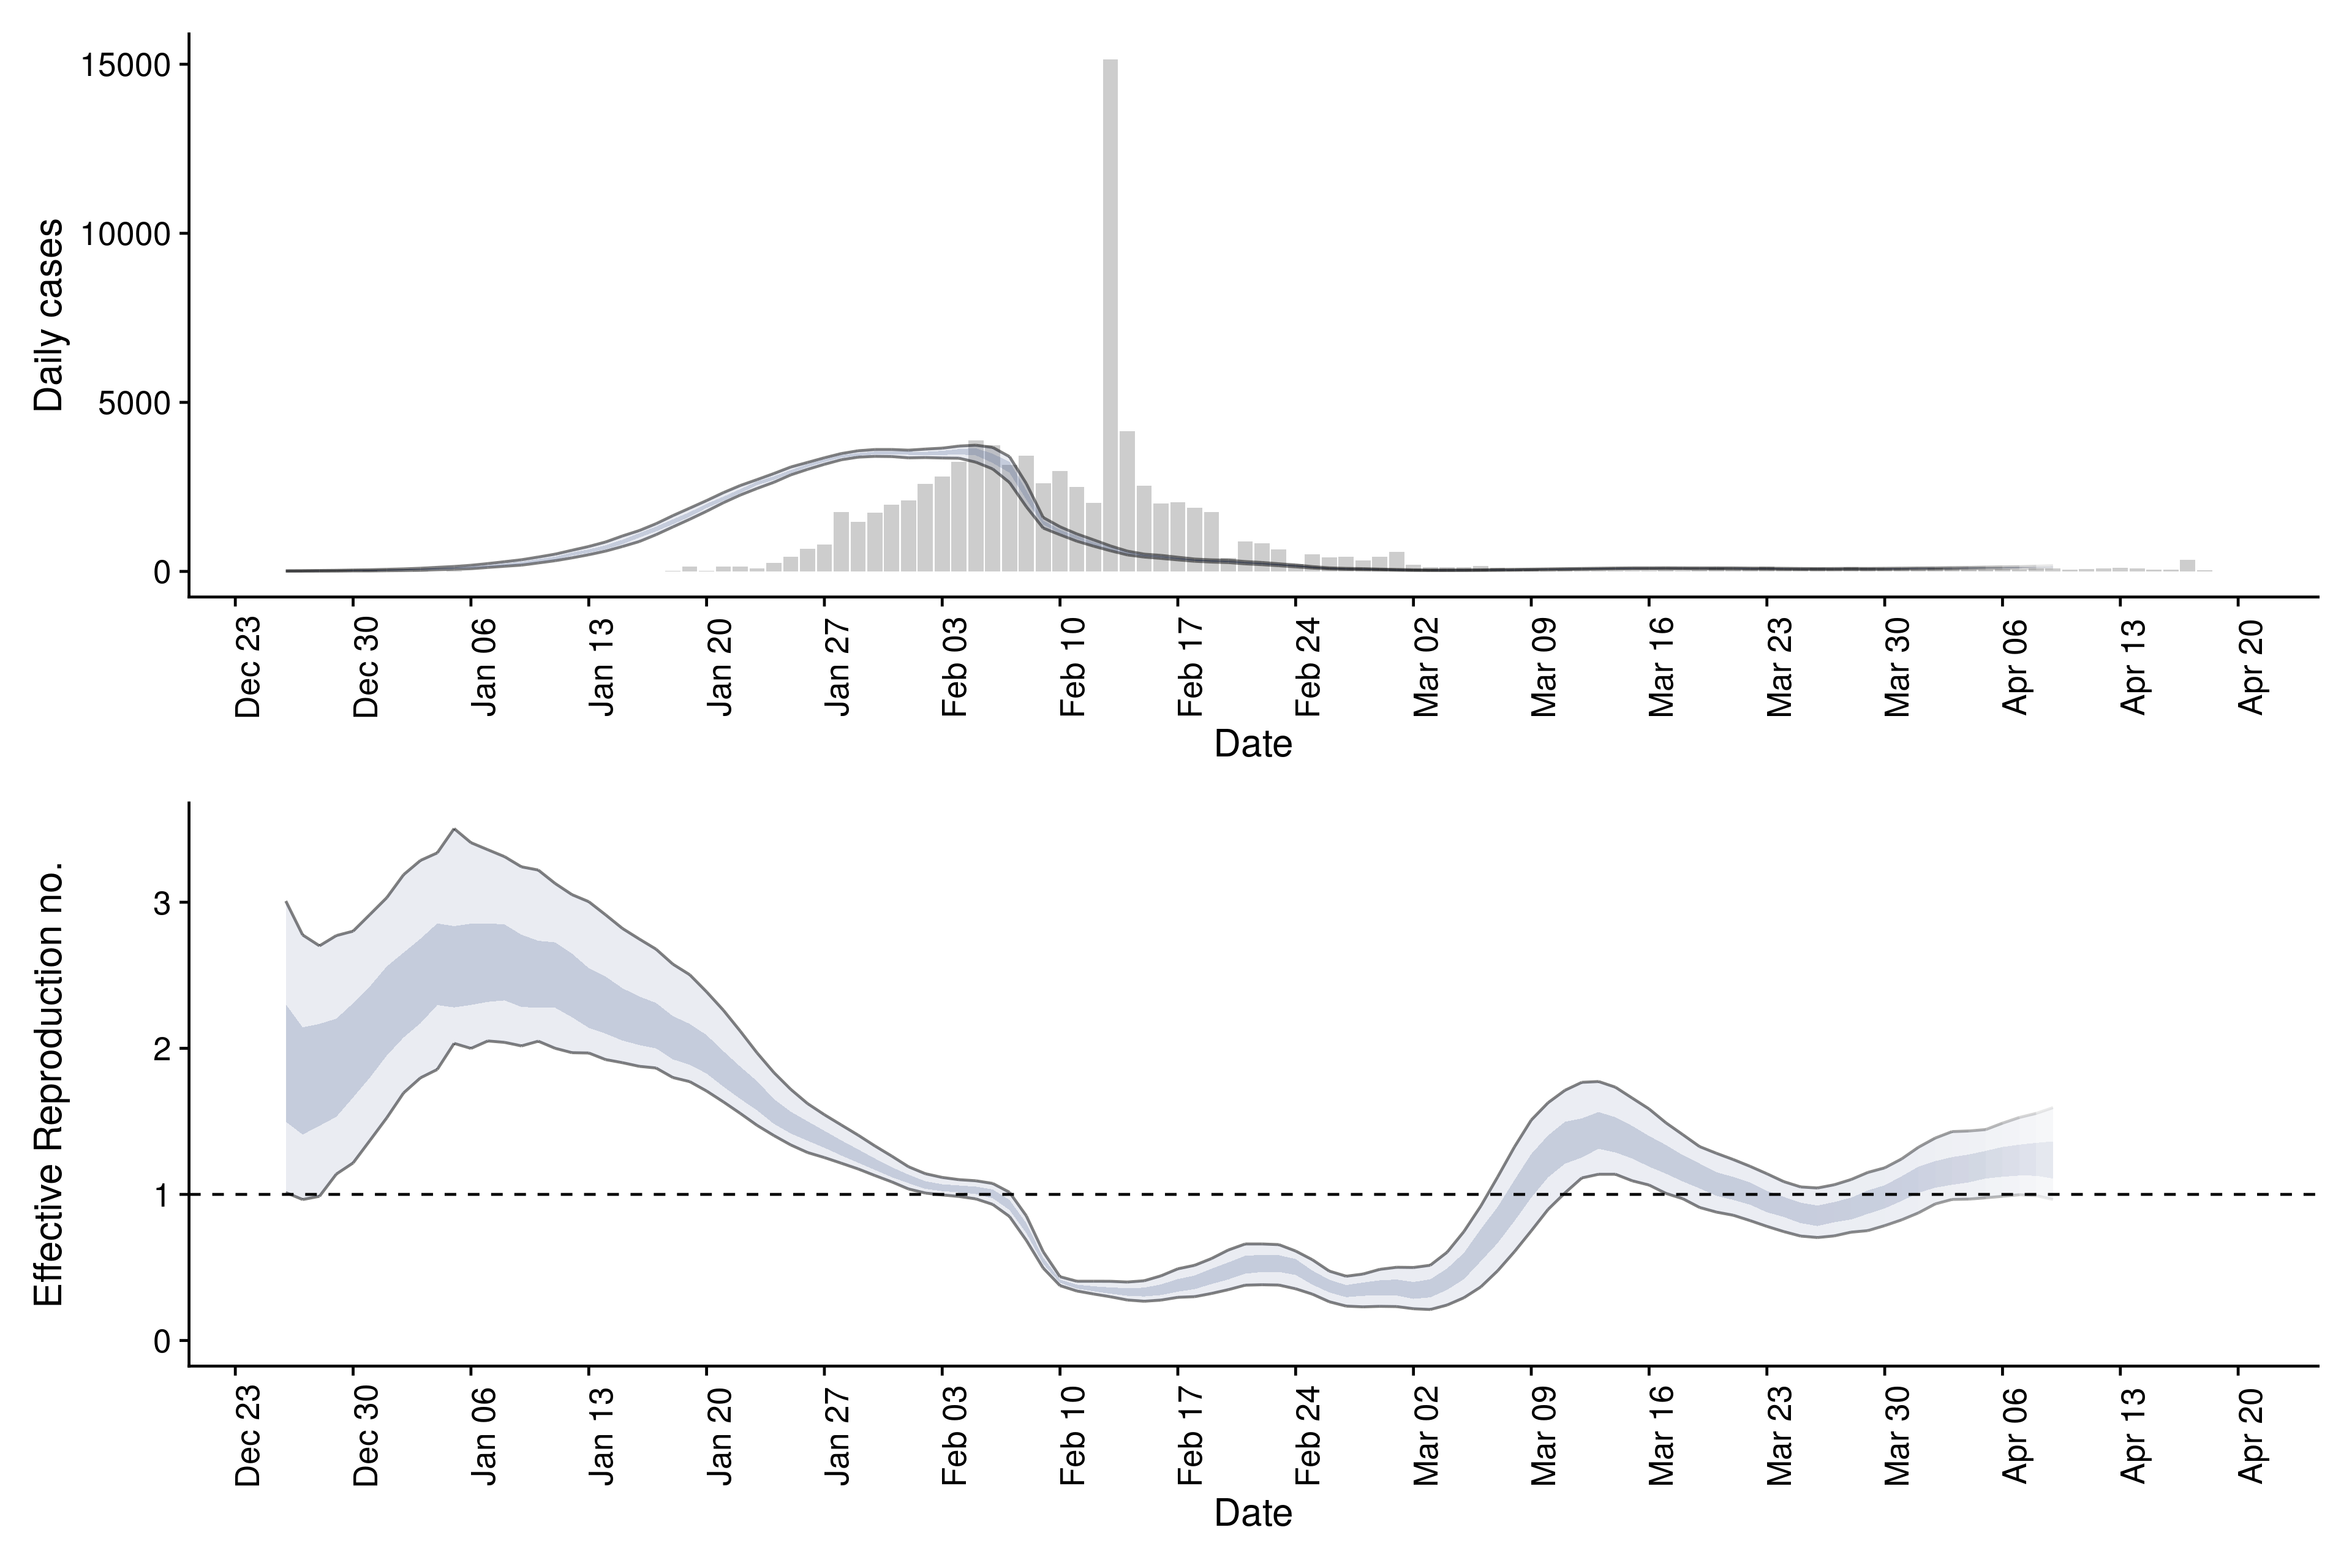 Daily cases
15000
10000
5000
0
Dec 23
Dec 30
Jan 06
Jan 13
Jan 20
Jan 27
Feb 03
Feb 10
Feb 17
Feb 24
Mar 02
Mar 09
Mar 16
Mar 23
Mar 30
Apr 06
Apr 13
Apr 20
Date
Effective Reproduction no.
3
2
1
0
Dec 23
Dec 30
Jan 06
Jan 13
Jan 20
Jan 27
Feb 03
Feb 10
Feb 17
Feb 24
Mar 02
Mar 09
Mar 16
Mar 23
Mar 30
Apr 06
Apr 13
Apr 20
Date